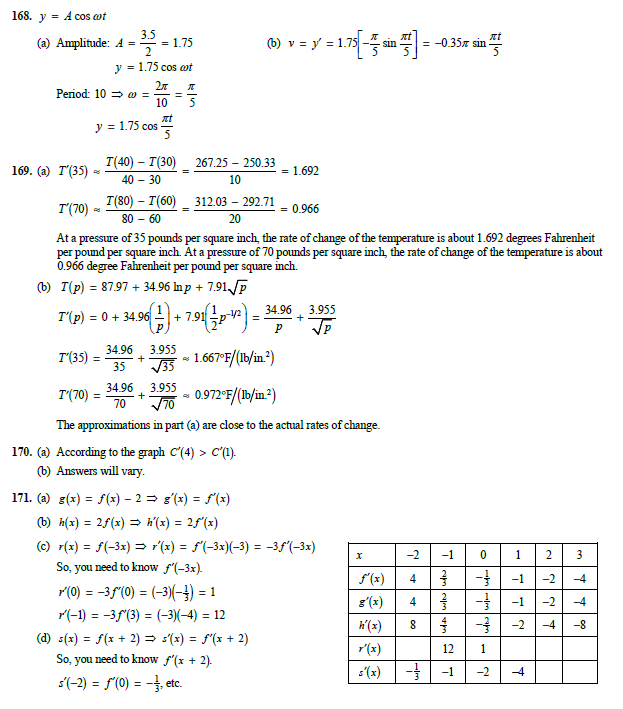 168. y = A cos ωt
(a) Amplitude: A = 3.5/2 = 1.75
y = 1.75 cos ωt
Period: 10 ⇒ ω = 2π/10 = π/5
y = 1.75 cos πt/5
(b) v = y′ = 1.75[−π/5 sin πt/5] = −0.35π sin πt/5
169. (a) T′(35) ≈ (T(40) − T(30))/(40 − 30) = (267.25 − 250.33)/10 = 1.692
T′(70) ≈ (T(80) − T(60))/(80 − 60) = (312.03 − 292.71)/20 = 0.966
At a pressure of 35 pounds per square inch, the rate of change of the temperature is about 1.692 degrees Fahrenheit
per pound per square inch. At a pressure of 70 pounds per square inch, the rate of change of the temperature is about
0.966 degree Fahrenheit per pound per square inch.
(b) T(p) = 87.97 + 34.96 ln p + 7.91√p
T′(p) = 0 + 34.96(1/p) + 7.91(1/2 p^−1/2) = 34.96/p + 3.955/√p
T′(35) = 34.96/35 + 3.955/√35 ≈ 1.667°F/(lb/in.²)
T′(70) = 34.96/70 + 3.955/√70 ≈ 0.972°F/(lb/in.²)
The approximations in part (a) are close to the actual rates of change.
170. (a) According to the graph C′(4) > C′(1).
(b) Answers will vary.
171. (a) g(x) = f(x) − 2 ⇒ g′(x) = f′(x)
(b) h(x) = 2f(x) ⇒ h′(x) = 2f′(x)
(c) r(x) = f(−3x) ⇒ r′(x) = f′(−3x)(−3) = −3f′(−3x)
So, you need to know f′(−3x).
r′(0) = −3f′(0) = (−3)(−1/3) = 1
r′(−1) = −3f′(3) = (−3)(−4) = 12
(d) s(x) = f(x + 2) ⇒ s′(x) = f′(x + 2)
So, you need to know f′(x + 2).
s′(−2) = f′(0) = −1/3, etc.
x −2 −1 0 1 2 3
f′(x) 4 2/3 −1/3 −1 −2 −4
g′(x) 4 2/3 −1/3 −1 −2 −4
h′(x) 8 4/3 −2/3 −2 −4 −8
r′(x) 12 1
s′(x) −1/3 −1 −2 −4